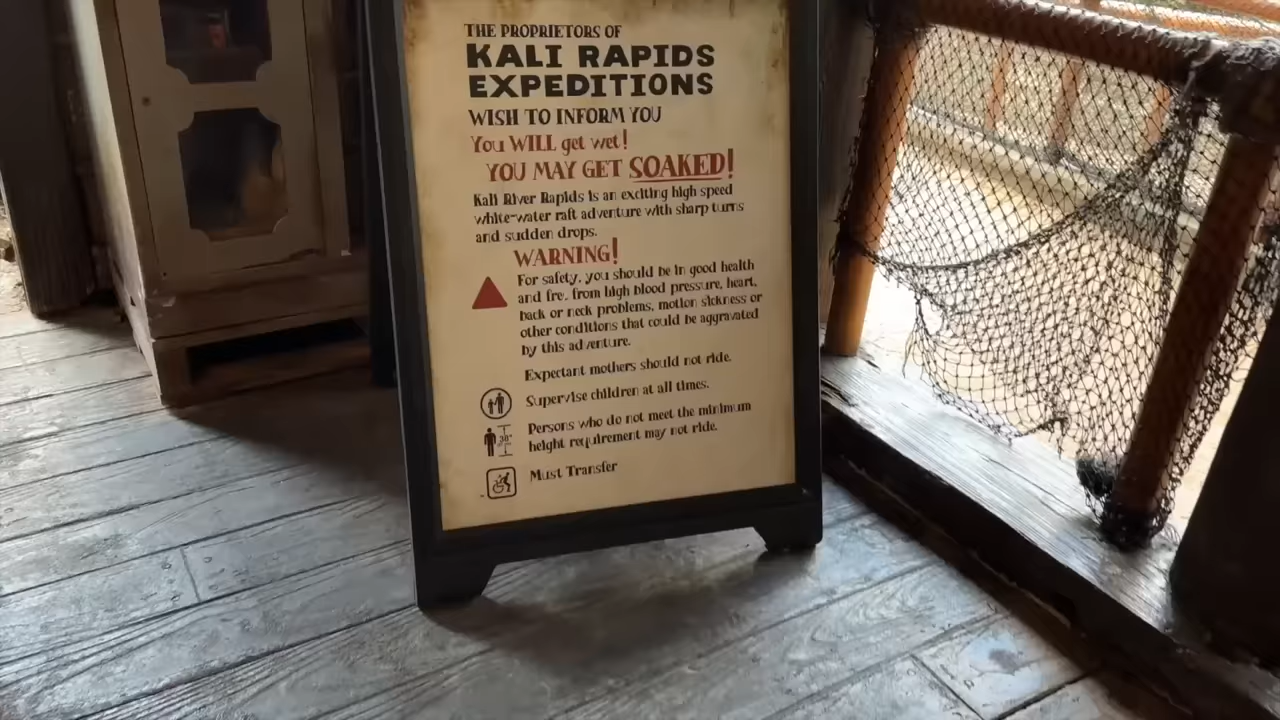 THE PROPRIETORS OF
KALI RAPIDS
EXPEDITIONS
WISH TO INFORM YOU
You WILL get wet!
YOU MAY GET SOAKED!
Kali River Rapids is an exciting high speed
white-water raft adventure with sharp turns
and sudden drops.
WARNING!
For safety, you should be in good health
and free from high blood pressure, heart,
back or neck problems, motion sickness or
other conditions that could be aggravated
by this adventure.
Expectant mothers should not ride.
Supervise children at all times.
38"
Persons who do not meet the minimum
height requirement may not ride.
Must Transfer